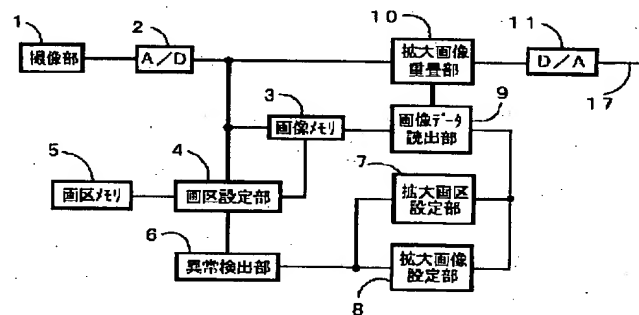 1
撮像部
2
A/D
10
拡大画像
重畳部
11
D/A
17
3
画像メモリ
9
画像データ
読出部
5
画区メモリ
4
画区設定部
7
拡大画区
設定部
6
異常検出部
拡大画像
設定部
8